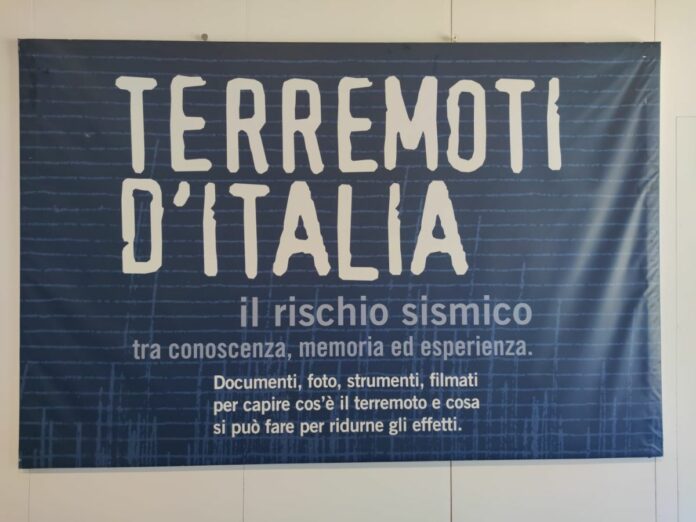 TERREMOTI
D'ITALIA
il rischio sismico
tra conoscenza, memoria ed esperienza.
Documenti, foto, strumenti, filmati
per capire cos'è il terremoto e cosa
si può fare per ridurne gli effetti.